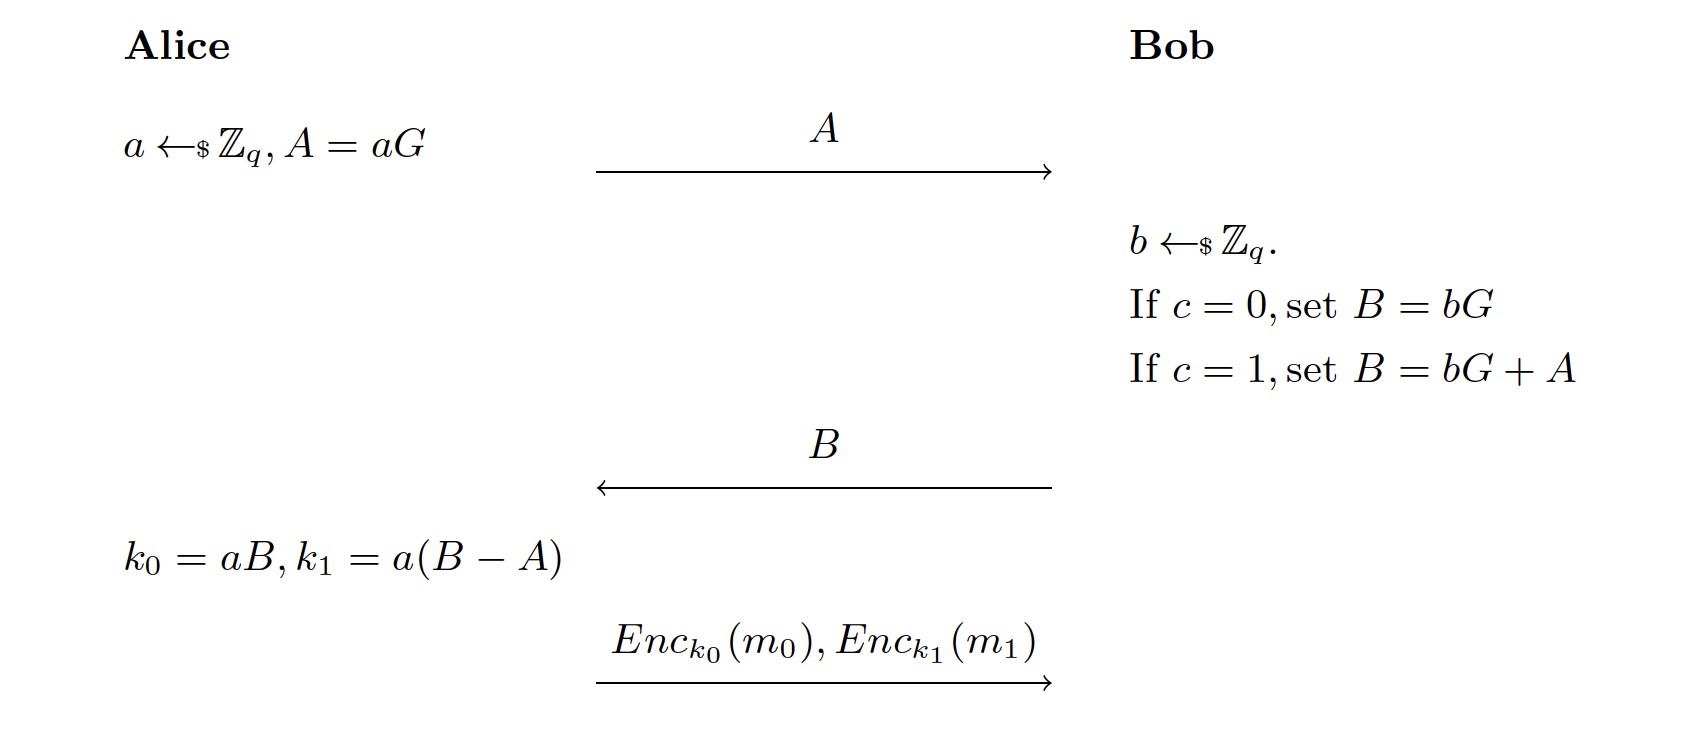 Alice Bob
a ←$ ℤ_q, A = aG
A
b ←$ ℤ_q.
If c = 0, set B = bG
If c = 1, set B = bG + A
B
k_0 = aB, k_1 = a(B − A)
Enc_{k_0}(m_0), Enc_{k_1}(m_1)